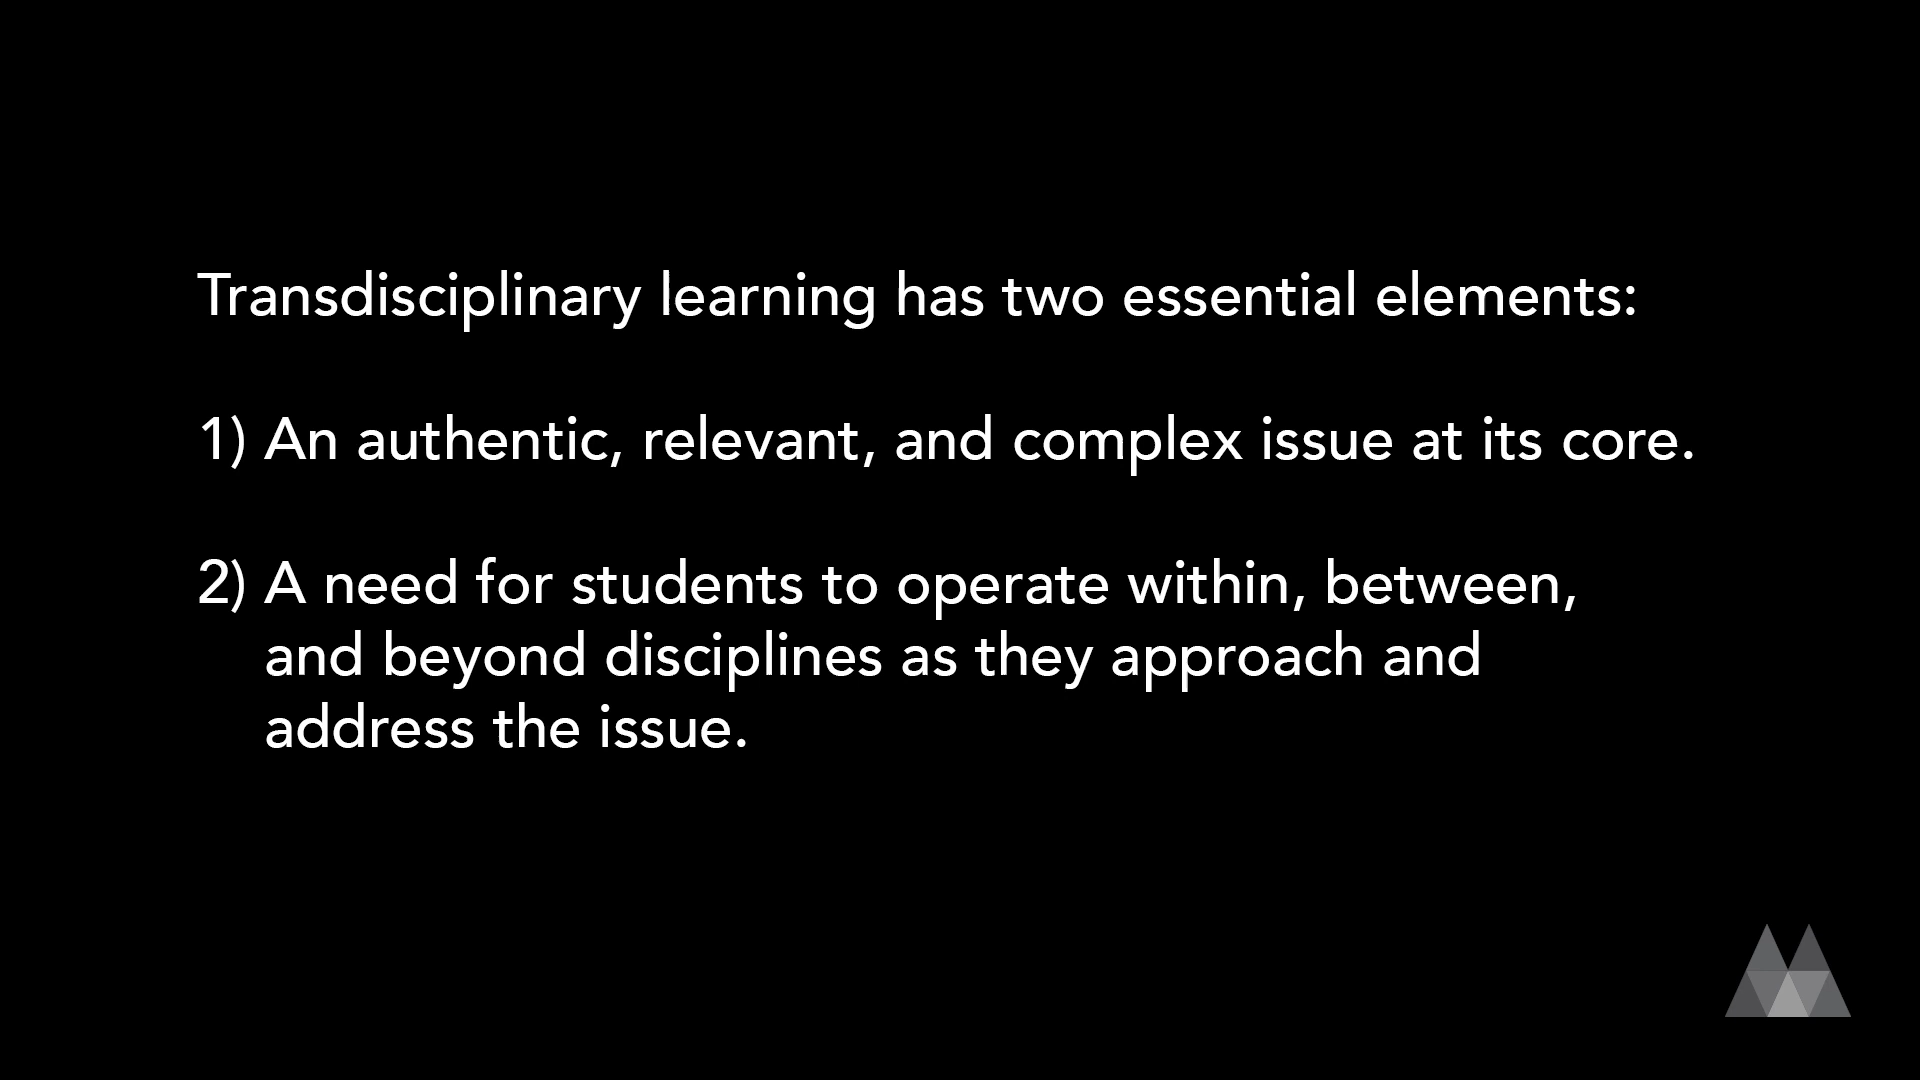 Transdisciplinary learning has two essential elements:
1) An authentic, relevant, and complex issue at its core.
2) A need for students to operate within, between,
and beyond disciplines as they approach and
address the issue.